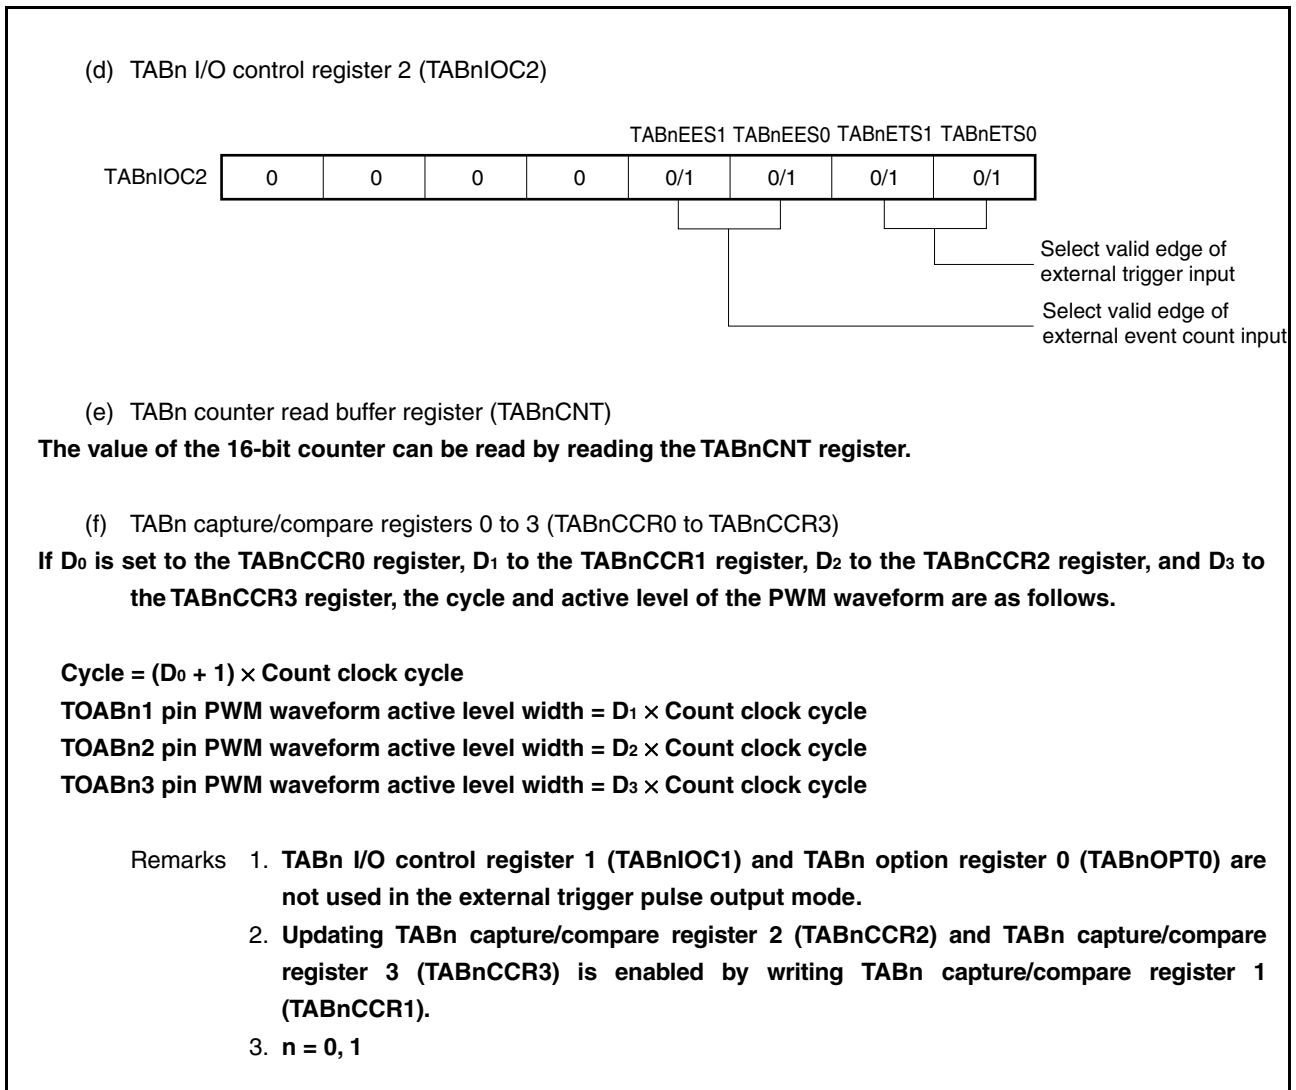 (d) TABn I/O control register 2 (TABnIOC2)
TABnEES1 TABnEES0 TABnETS1 TABnETS0
TABnIOC2 0 0 0 0 0/1 0/1 0/1 0/1
Select valid edge of
external trigger input
Select valid edge of
external event count input
(e) TABn counter read buffer register (TABnCNT)
The value of the 16-bit counter can be read by reading the TABnCNT register.
(f) TABn capture/compare registers 0 to 3 (TABnCCR0 to TABnCCR3)
If D0 is set to the TABnCCR0 register, D1 to the TABnCCR1 register, D2 to the TABnCCR2 register, and D3 to
the TABnCCR3 register, the cycle and active level of the PWM waveform are as follows.
Cycle = (D0 + 1) × Count clock cycle
TOABn1 pin PWM waveform active level width = D1 × Count clock cycle
TOABn2 pin PWM waveform active level width = D2 × Count clock cycle
TOABn3 pin PWM waveform active level width = D3 × Count clock cycle
Remarks 1. TABn I/O control register 1 (TABnIOC1) and TABn option register 0 (TABnOPT0) are
not used in the external trigger pulse output mode.
2. Updating TABn capture/compare register 2 (TABnCCR2) and TABn capture/compare
register 3 (TABnCCR3) is enabled by writing TABn capture/compare register 1
(TABnCCR1).
3. n = 0, 1